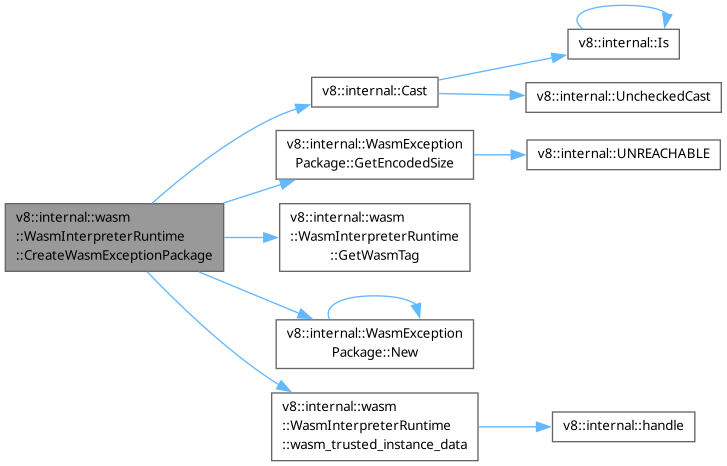 v8::internal::wasm
::WasmInterpreterRuntime
::CreateWasmExceptionPackage
v8::internal::Cast
v8::internal::Is
v8::internal::UncheckedCast
v8::internal::WasmException
Package::GetEncodedSize
v8::internal::UNREACHABLE
v8::internal::wasm
::WasmInterpreterRuntime
::GetWasmTag
v8::internal::WasmException
Package::New
v8::internal::wasm
::WasmInterpreterRuntime
::wasm_trusted_instance_data
v8::internal::handle